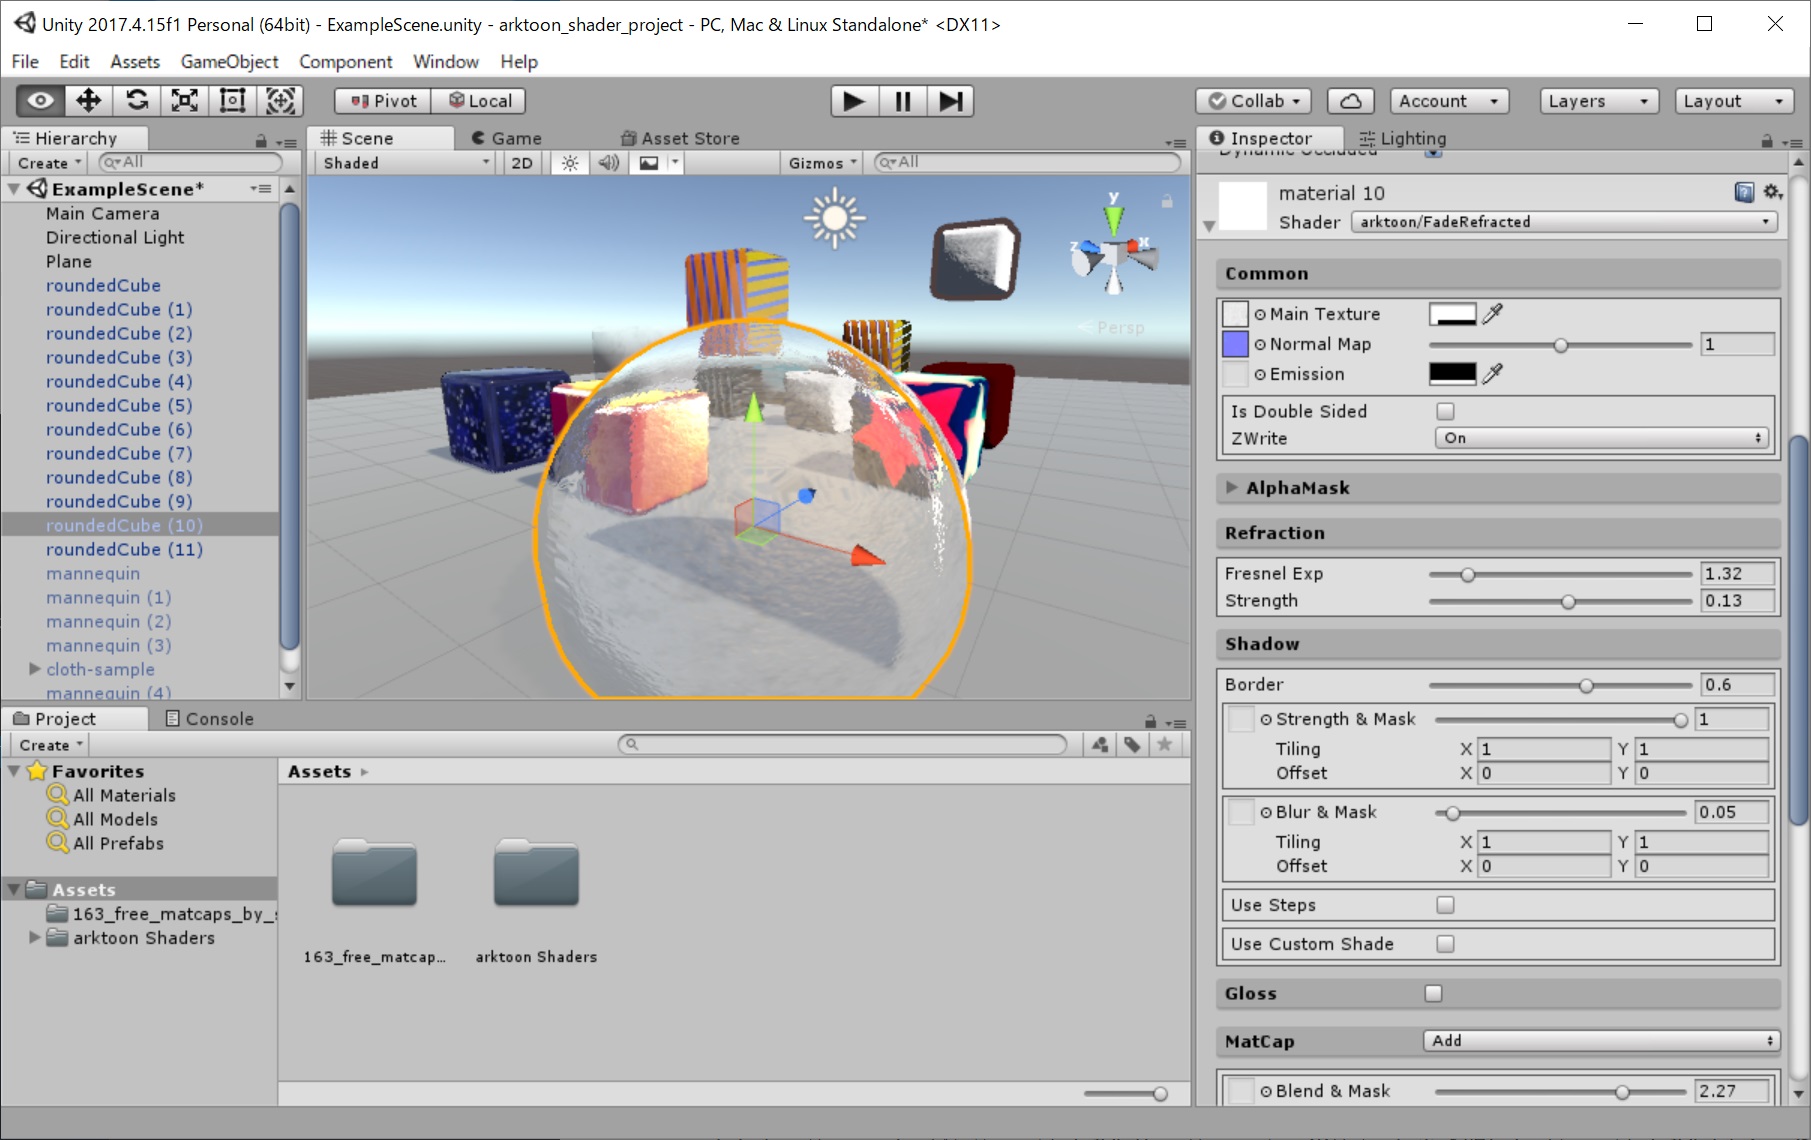 Unity 2017.4.15f1 Personal (64bit) - ExampleScene.unity - arktoon_shader_project - PC, Mac & Linux Standalone* <DX11>
File Edit Assets GameObject Component Window Help
Pivot Local Collab Account Layers Layout
Hierarchy
Create All
ExampleScene*
Main Camera
Directional Light
Plane
roundedCube
roundedCube (1)
roundedCube (2)
roundedCube (3)
roundedCube (4)
roundedCube (5)
roundedCube (6)
roundedCube (7)
roundedCube (8)
roundedCube (9)
roundedCube (10)
roundedCube (11)
mannequin
mannequin (1)
mannequin (2)
mannequin (3)
cloth-sample
mannequin (4)
Scene Game Asset Store
Shaded 2D Gizmos All
y
z x
Persp
Project Console
Create
Favorites
All Materials
All Models
All Prefabs
Assets
163_free_matcaps_by_
arktoon Shaders
Assets
163_free_matcap... arktoon Shaders
Inspector Lighting
Dynamic Occluded
material 10
Shader arktoon/FadeRefracted
Common
Main Texture
Normal Map 1
Emission
Is Double Sided
ZWrite On
AlphaMask
Refraction
Fresnel Exp 1.32
Strength 0.13
Shadow
Border 0.6
Strength & Mask 1
Tiling X 1 Y 1
Offset X 0 Y 0
Blur & Mask 0.05
Tiling X 1 Y 1
Offset X 0 Y 0
Use Steps
Use Custom Shade
Gloss
MatCap Add
Blend & Mask 2.27